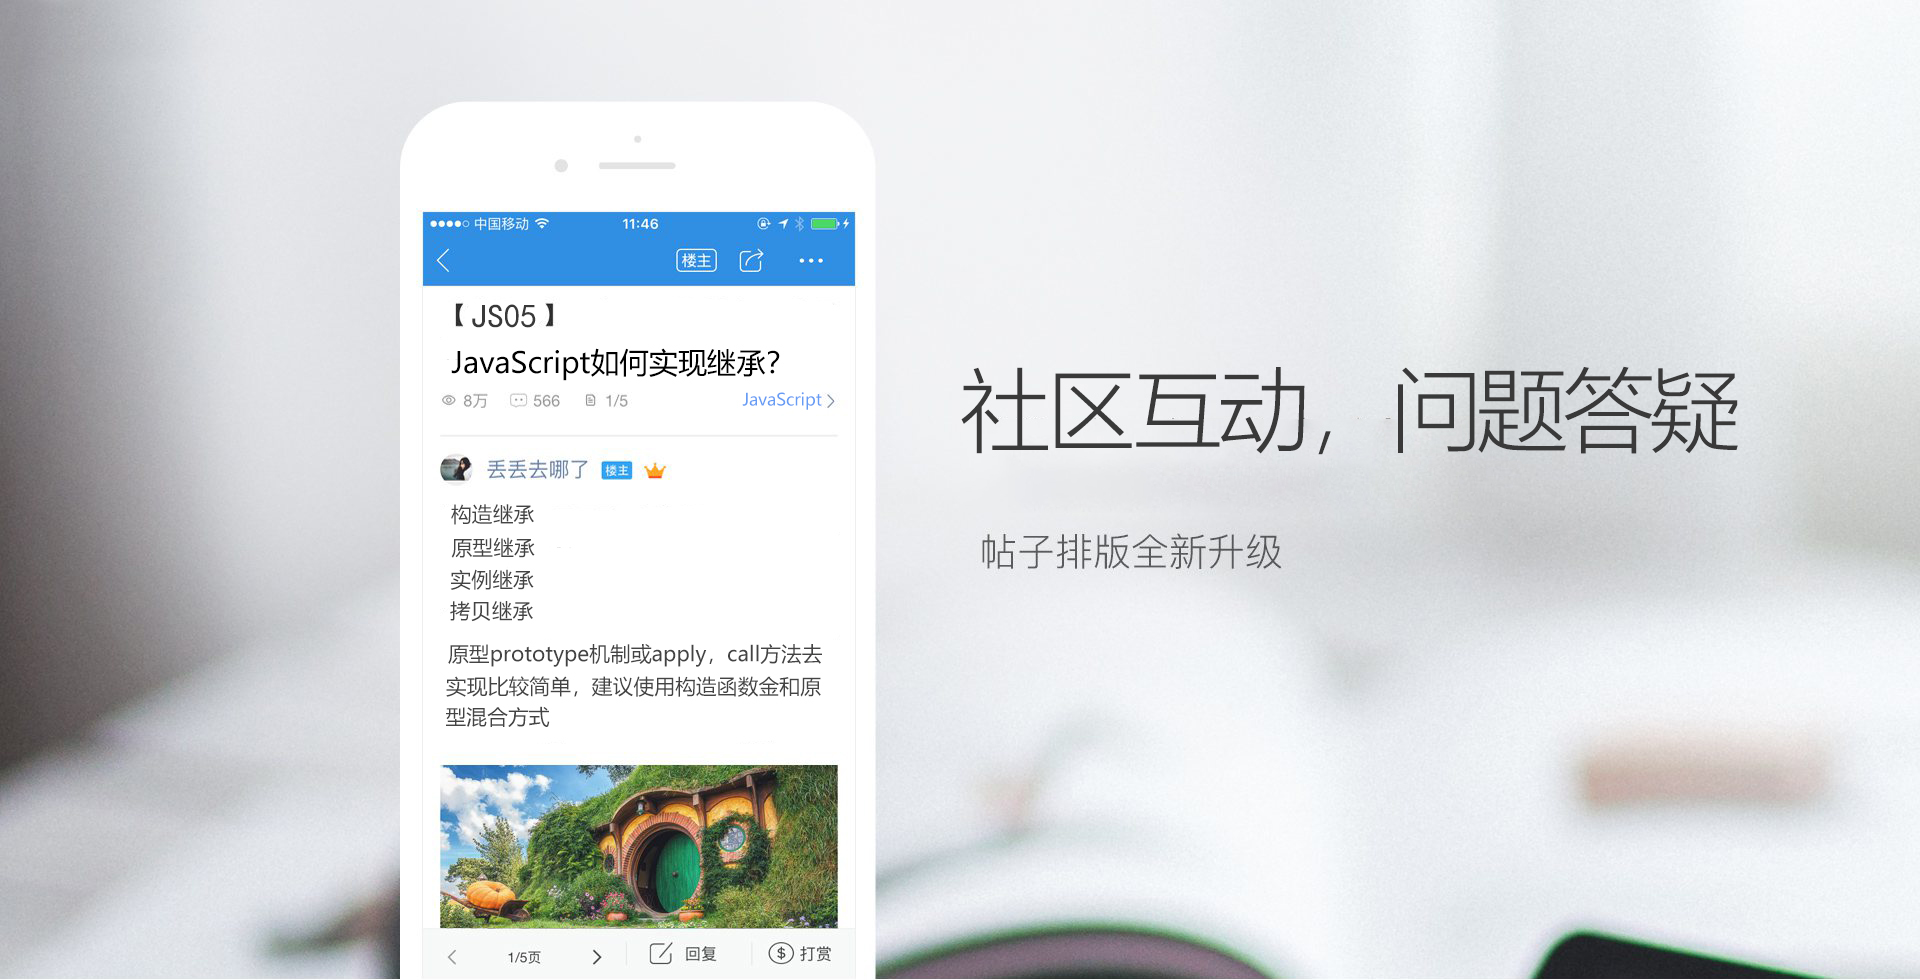 中国移动
11:46
楼主
【JS05】
JavaScript如何实现继承？
8万 566 1/5 JavaScript
丢丢去哪了 楼主
构造继承
原型继承
实例继承
拷贝继承
原型prototype机制或apply，call方法去
实现比较简单，建议使用构造函数金和原
型混合方式
1/5页 回复 打赏
社区互动，问题答疑
帖子排版全新升级